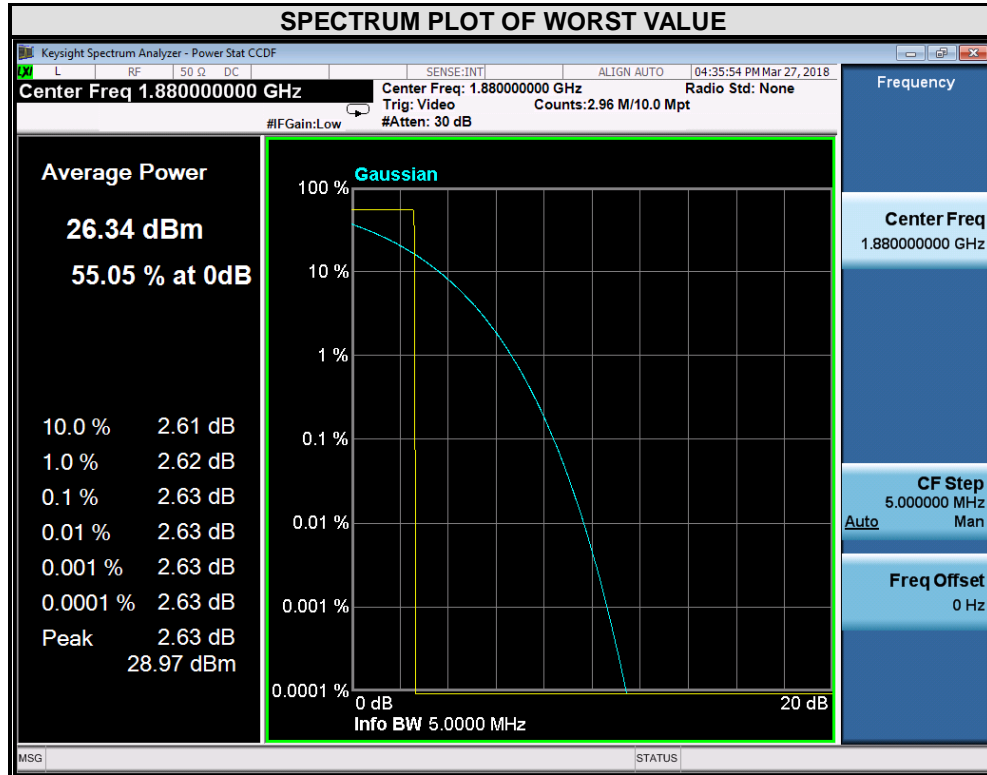 SPECTRUM PLOT OF WORST VALUE
Keysight Spectrum Analyzer - Power Stat CCDF
LXI L RF 50 Ω DC SENSE:INT ALIGN AUTO 04:35:54 PM Mar 27, 2018
Center Freq 1.880000000 GHz
Center Freq: 1.880000000 GHz Radio Std: None
Trig: Video Counts:2.96 M/10.0 Mpt
#IFGain:Low #Atten: 30 dB
Average Power
26.34 dBm
55.05 % at 0dB
10.0 % 2.61 dB
1.0 % 2.62 dB
0.1 % 2.63 dB
0.01 % 2.63 dB
0.001 % 2.63 dB
0.0001 % 2.63 dB
Peak 2.63 dB
28.97 dBm
Gaussian
100 %
10 %
1 %
0.1 %
0.01 %
0.001 %
0.0001 %
0 dB 20 dB
Info BW 5.0000 MHz
Frequency
Center Freq
1.880000000 GHz
CF Step
5.000000 MHz
Auto Man
Freq Offset
0 Hz
MSG STATUS